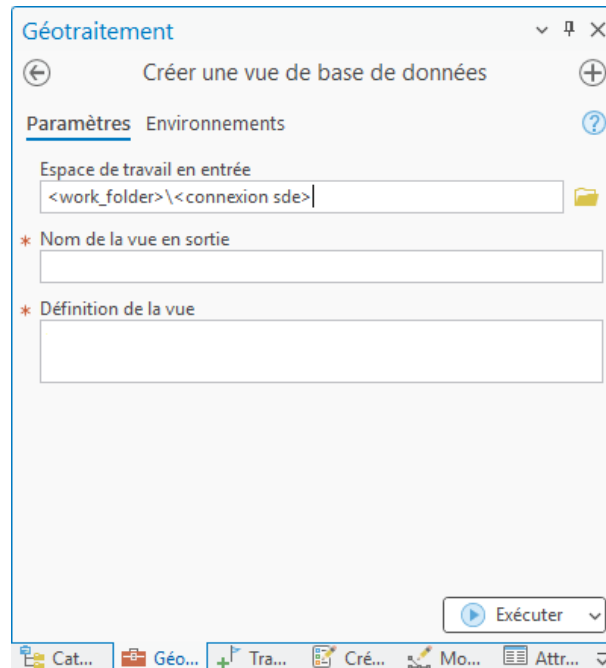 Géotraitement
Créer une vue de base de données
Paramètres Environnements
Espace de travail en entrée
<work_folder>\<connexion sde>
* Nom de la vue en sortie
* Définition de la vue
Exécuter
Cat... Géo... Tra... Cré... Mo... Attr...